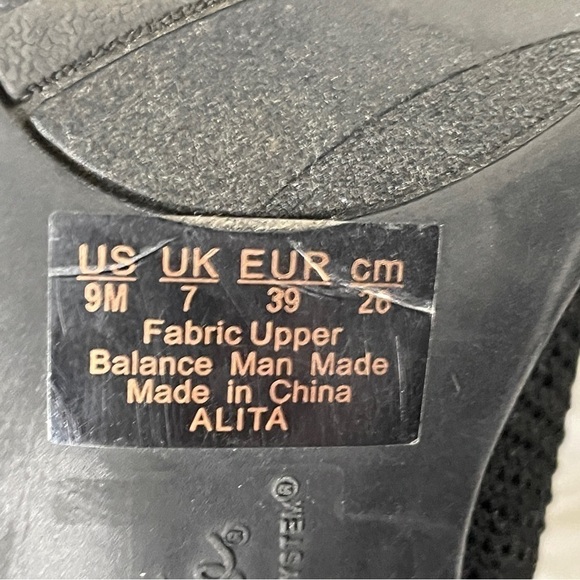 US UK EUR cm
9M 7 39 26
Fabric Upper
Balance Man Made
Made in China
ALITA